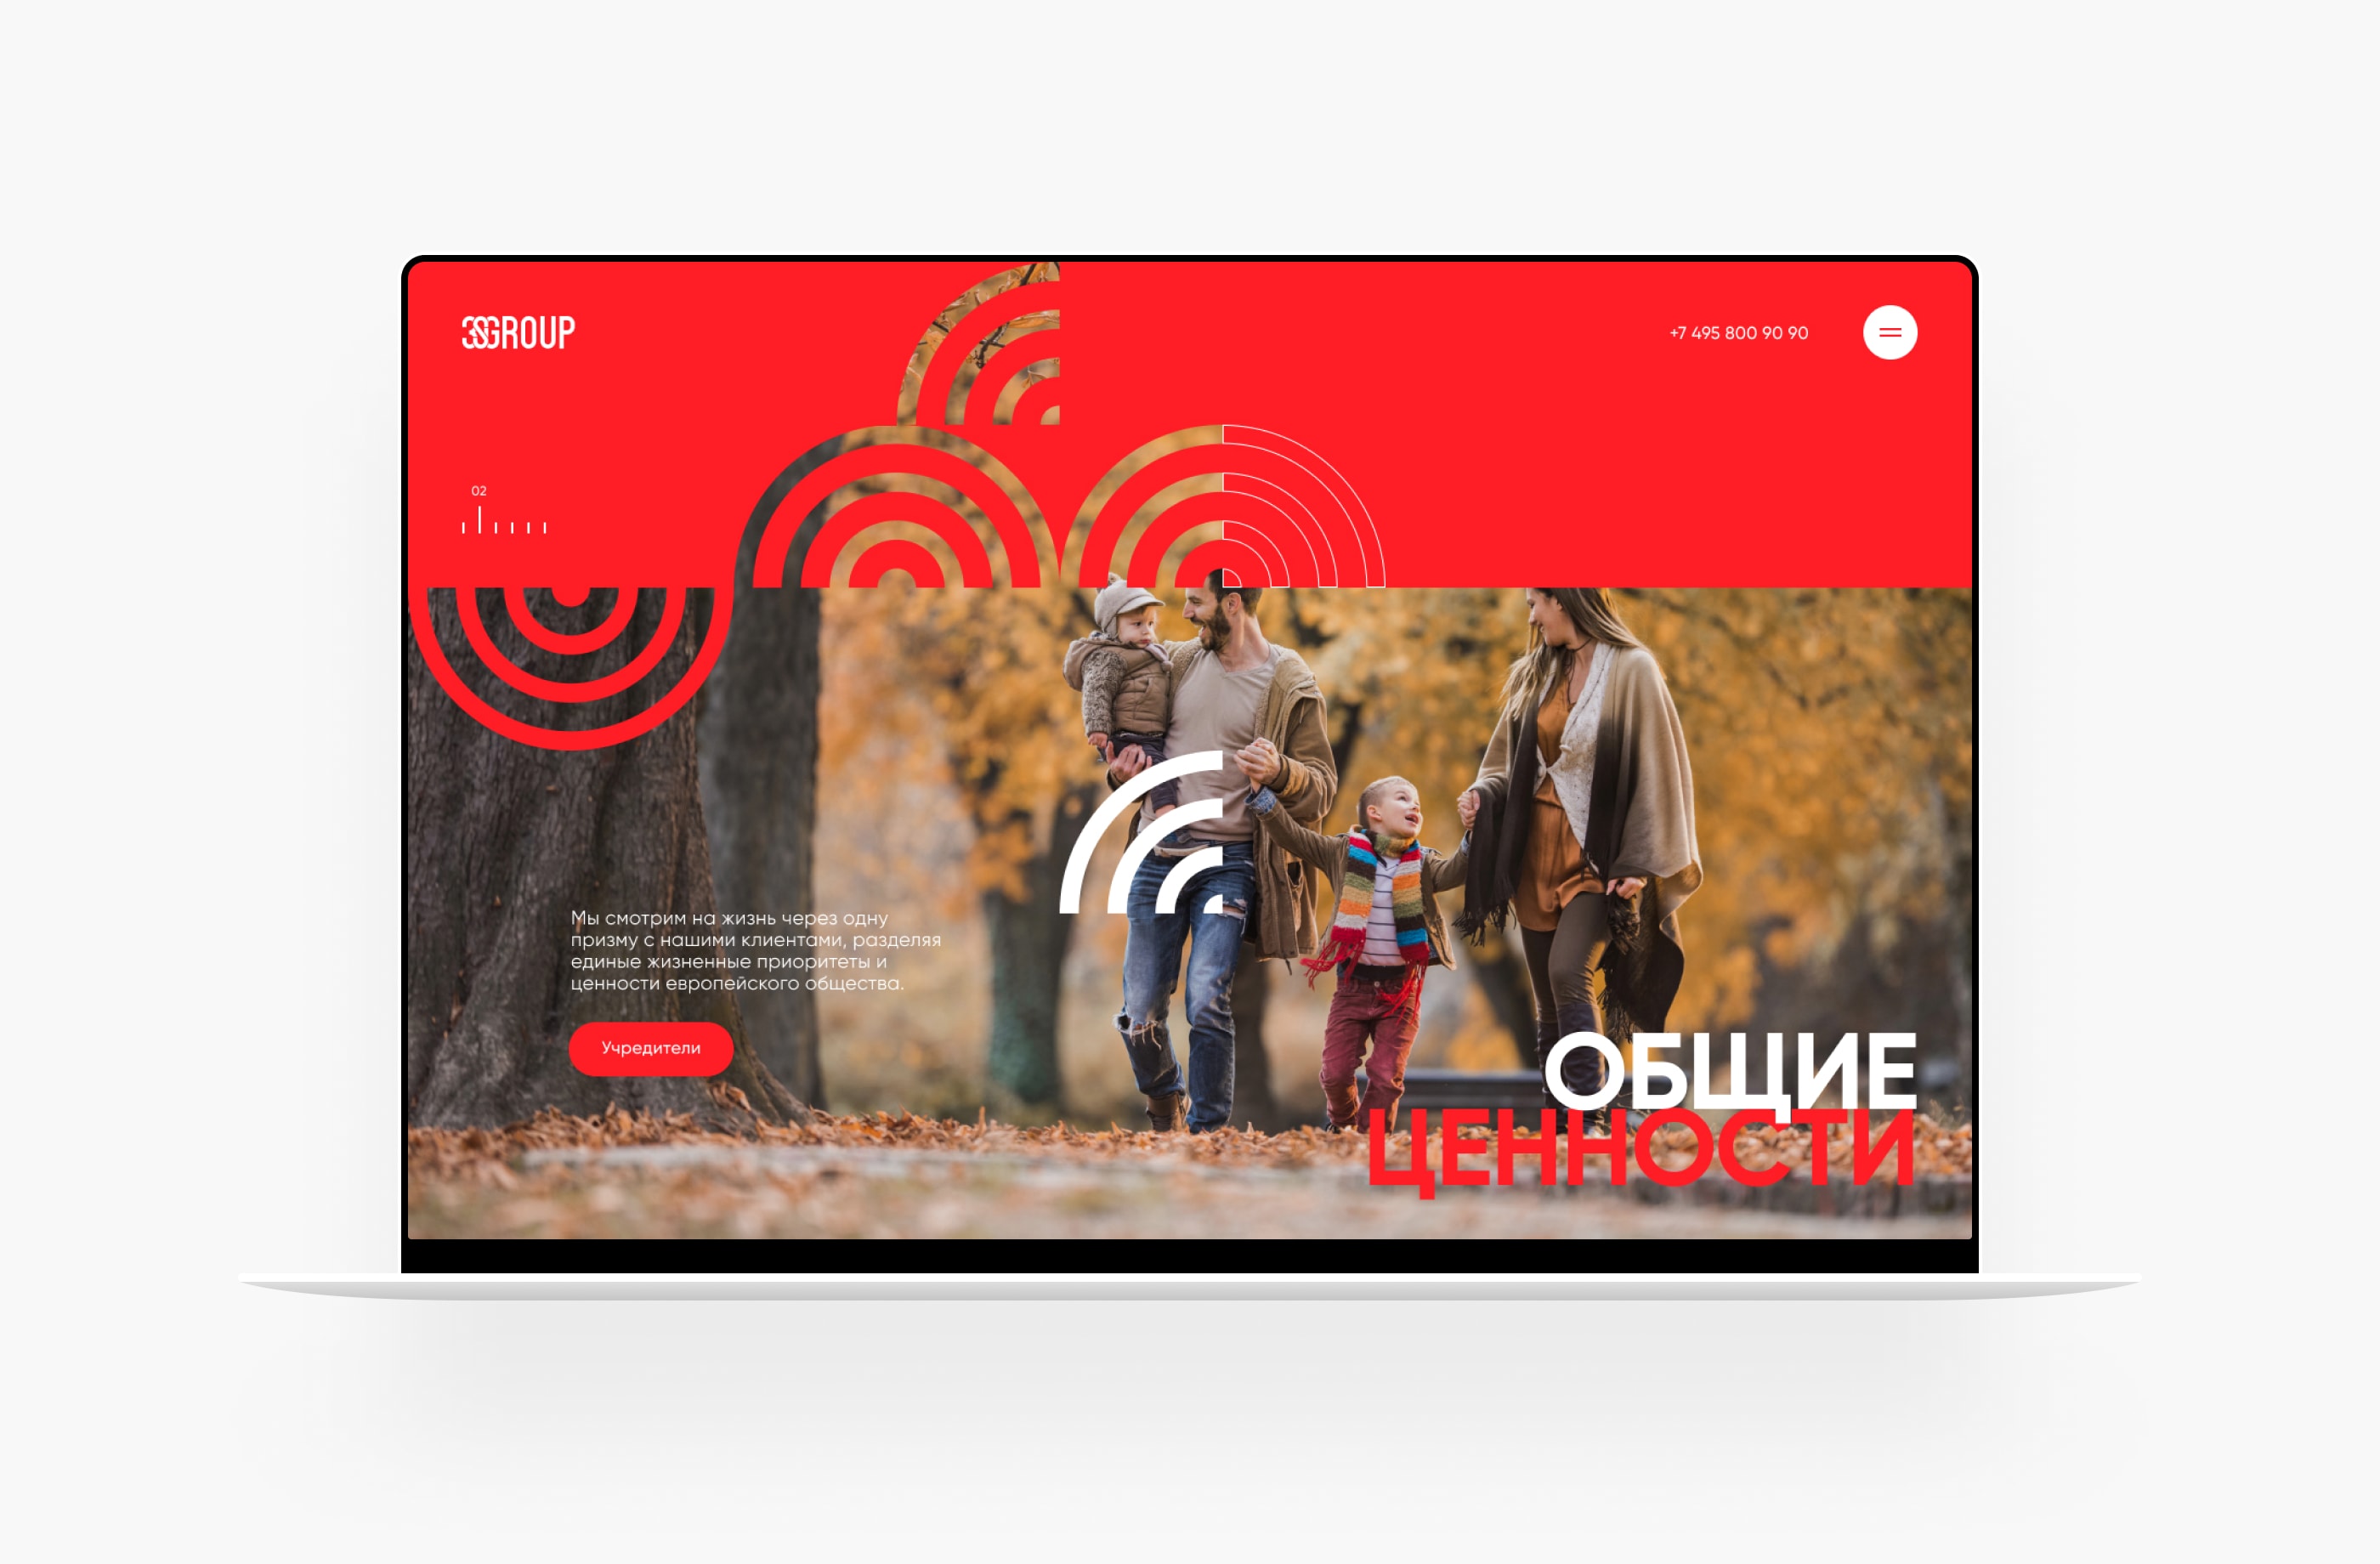 3SGROUP
+7 495 800 90 90
02
Мы смотрим на жизнь через одну
призму с нашими клиентами, разделяя
единые жизненные приоритеты и
ценности европейского общества.
Учредители
ОБЩИЕ
ЦЕННОСТИ